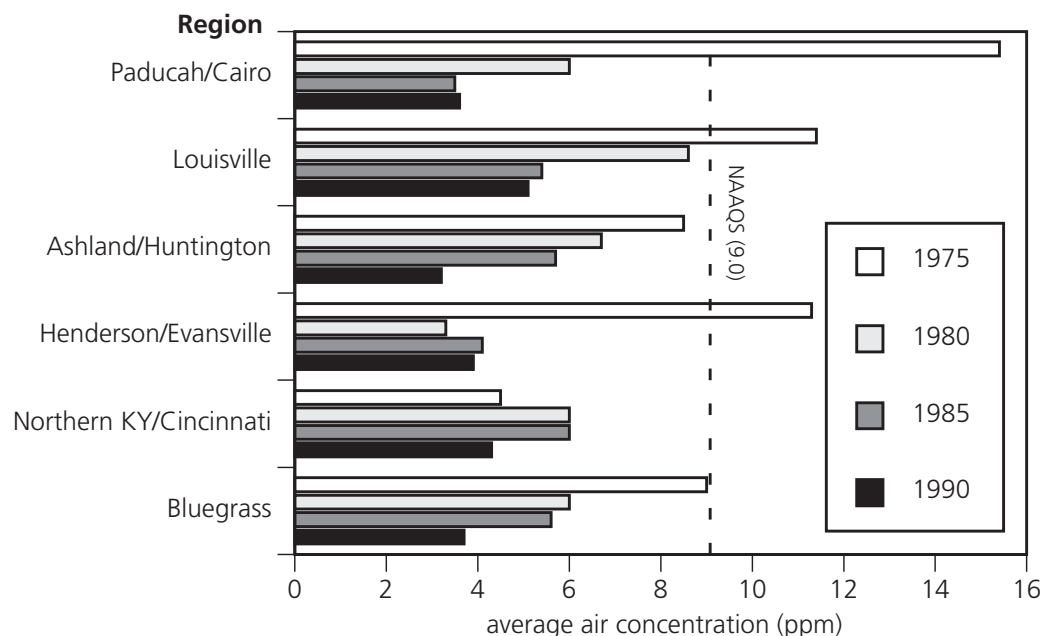 Region
Paducah/Cairo
Louisville
Ashland/Huntington
Henderson/Evansville
Northern KY/Cincinnati
Bluegrass
NAAQS (9.0)
1975
1980
1985
1990
0 2 4 6 8 10 12 14 16
average air concentration (ppm)